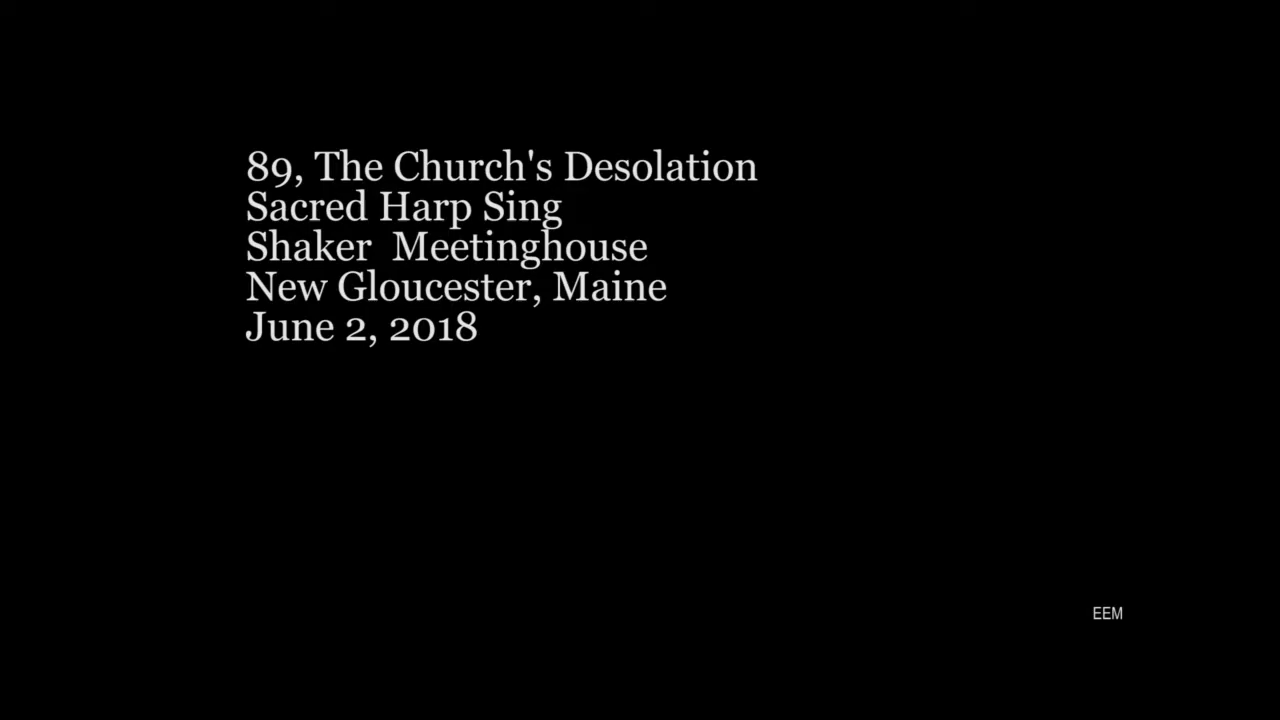 89, The Church's Desolation
Sacred Harp Sing
Shaker  Meetinghouse
New Gloucester, Maine
June 2, 2018
EEM